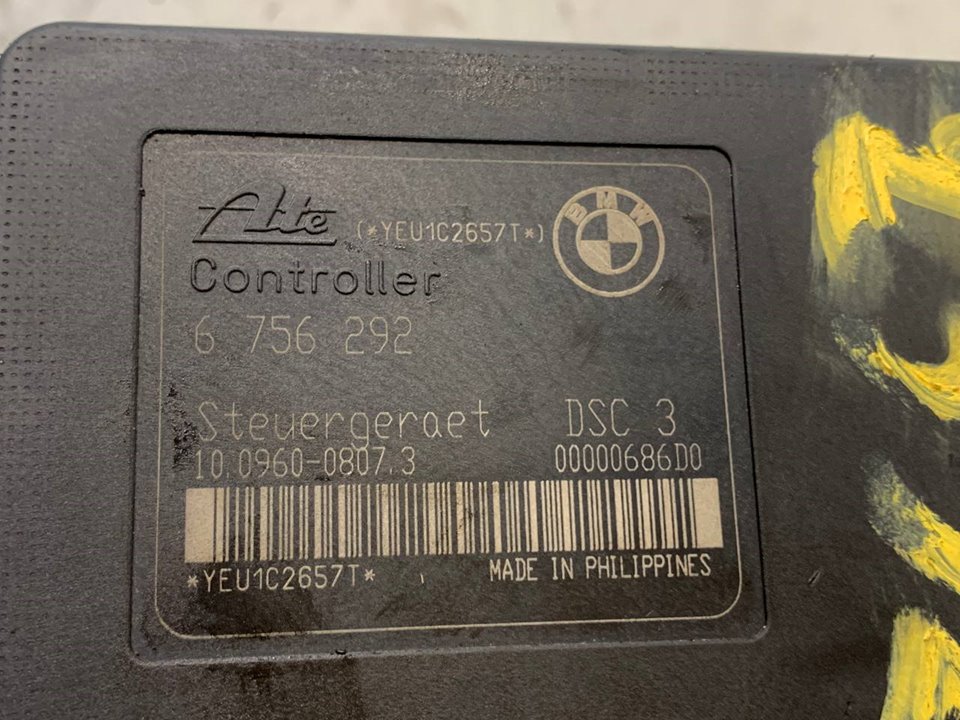 Ate (*YEU1C2657T*) BMW
Controller
6 756 292
Steuergeraet DSC 3
10.0960-0807.3 00000686D0
*YEU1C2657T* MADE IN PHILIPPINES